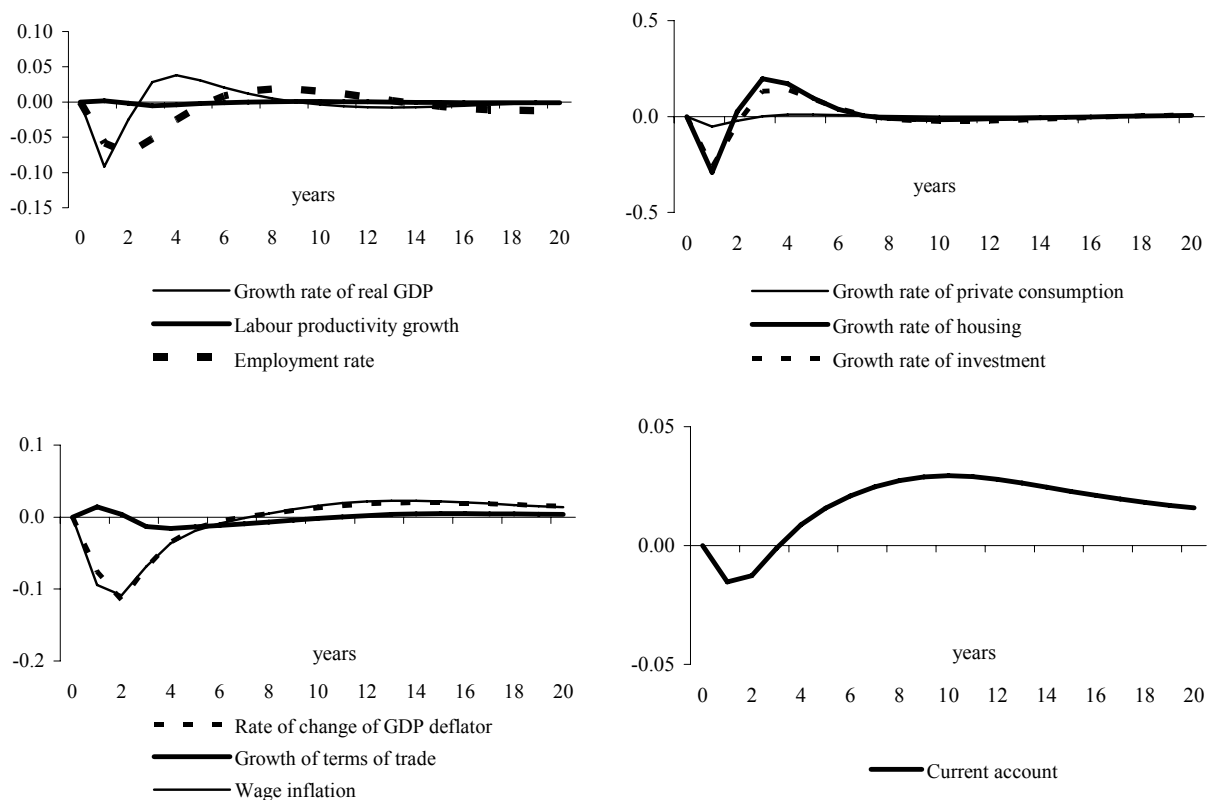 0.10
0.05
0.00
-0.05
-0.10
-0.15
years
0 2 4 6 8 10 12 14 16 18 20
Growth rate of real GDP
Labour productivity growth
Employment rate
0.5
0.0
-0.5
years
0 2 4 6 8 10 12 14 16 18 20
Growth rate of private consumption
Growth rate of housing
Growth rate of investment
0.1
0.0
-0.1
-0.2
years
0 2 4 6 8 10 12 14 16 18 20
Rate of change of GDP deflator
Growth of terms of trade
Wage inflation
0.05
0.00
-0.05
years
0 2 4 6 8 10 12 14 16 18 20
Current account